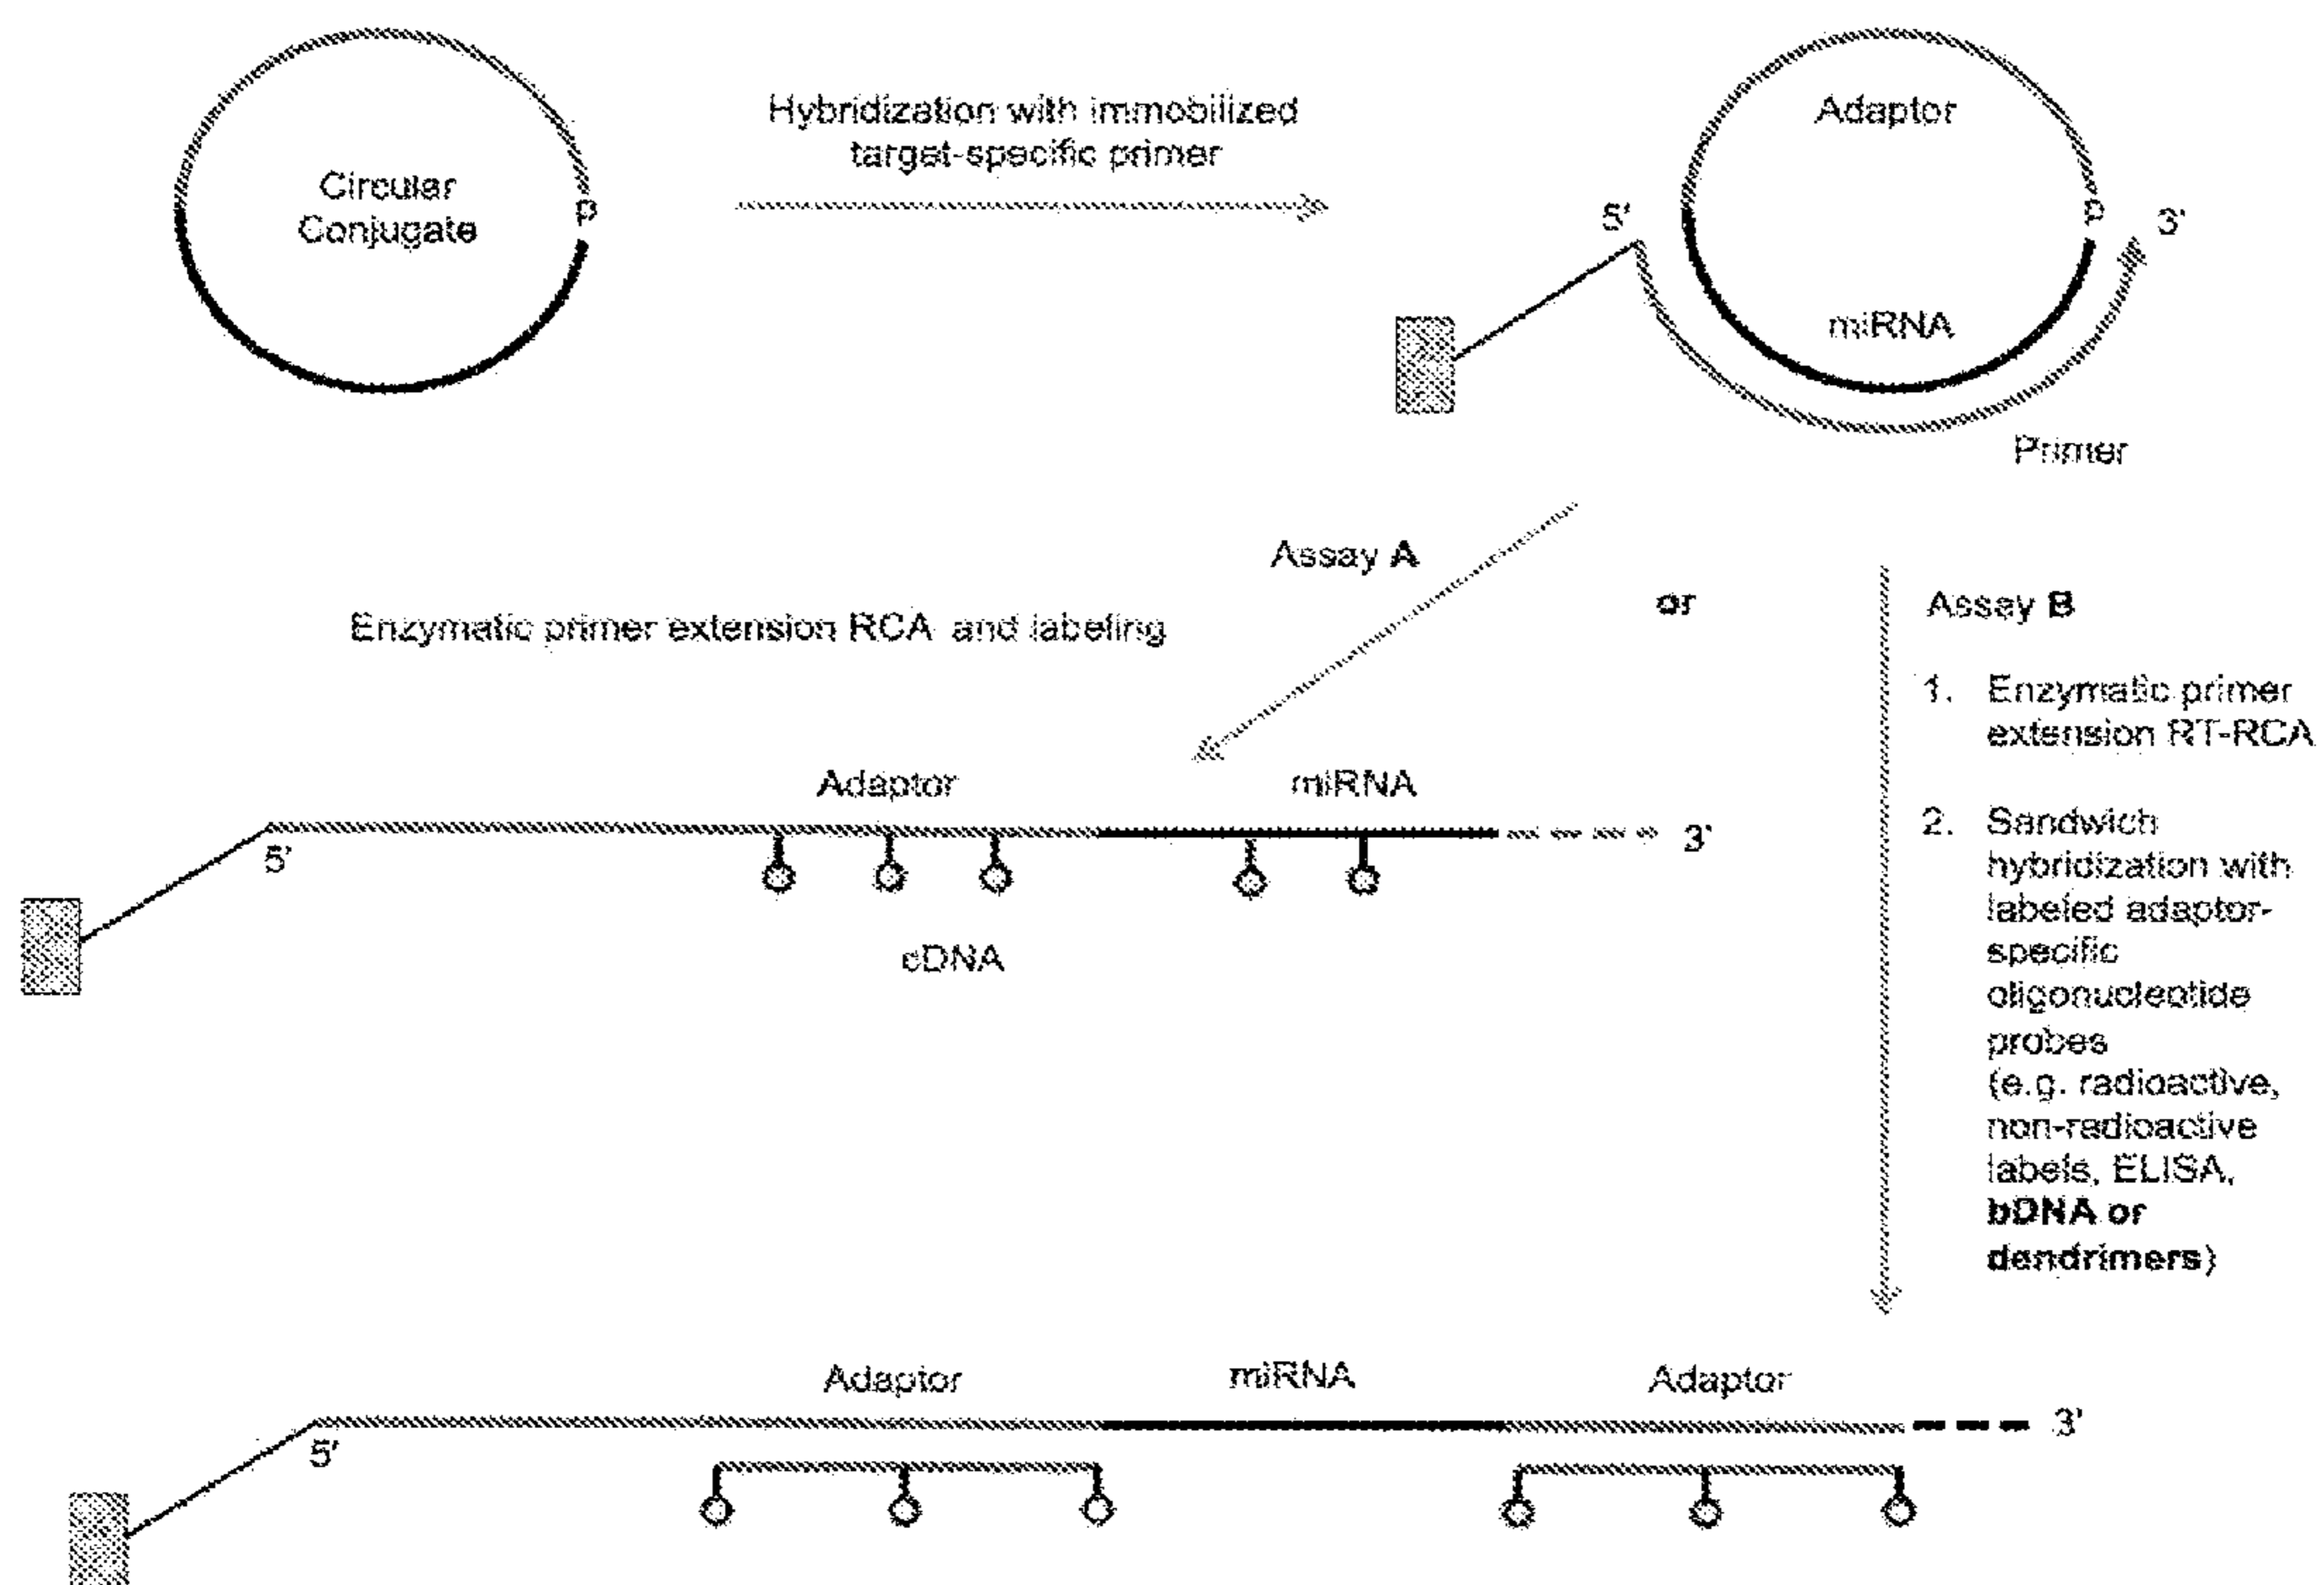 Circular
Conjugate
P
Hybridization with immobilized
target-specific primer
Adaptor
P
5'
3'
miRNA
Primer
Assay A
or
Enzymatic primer extension RCA and labeling
Assay B
1. Enzymatic primer
extension RT-RCA
2. Sandwich
hybridization with
labeled adaptor-
specific
oligonucleotide
probes
(e.g. radioactive,
non-radioactive
labels, ELISA,
bDNA or
dendrimers)
Adaptor
miRNA
5'
3'
cDNA
Adaptor
miRNA
Adaptor
5'
3'